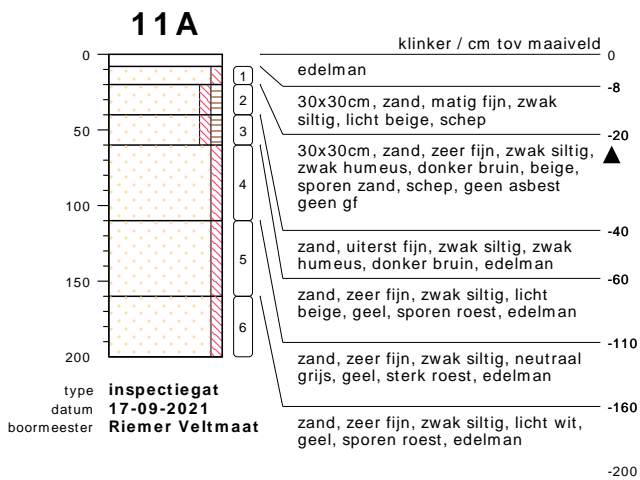 11A
klinker / cm tov maaiveld
0
0
edelman
-8
1
30x30cm, zand, matig fijn, zwak
siltig, licht beige, schep
2
-20
50
3
30x30cm, zand, zeer fijn, zwak siltig,
zwak humeus, donker bruin, beige,
sporen zand, schep, geen asbest
geen gf
4
100
-40
zand, uiterst fijn, zwak siltig, zwak
humeus, donker bruin, edelman
5
-60
150
zand, zeer fijn, zwak siltig, licht
beige, geel, sporen roest, edelman
6
-110
200
zand, zeer fijn, zwak siltig, neutraal
grijs, geel, sterk roest, edelman
-160
zand, zeer fijn, zwak siltig, licht wit,
geel, sporen roest, edelman
-200
type inspectiegat
datum 17-09-2021
boormeester Riemer Veltmaat